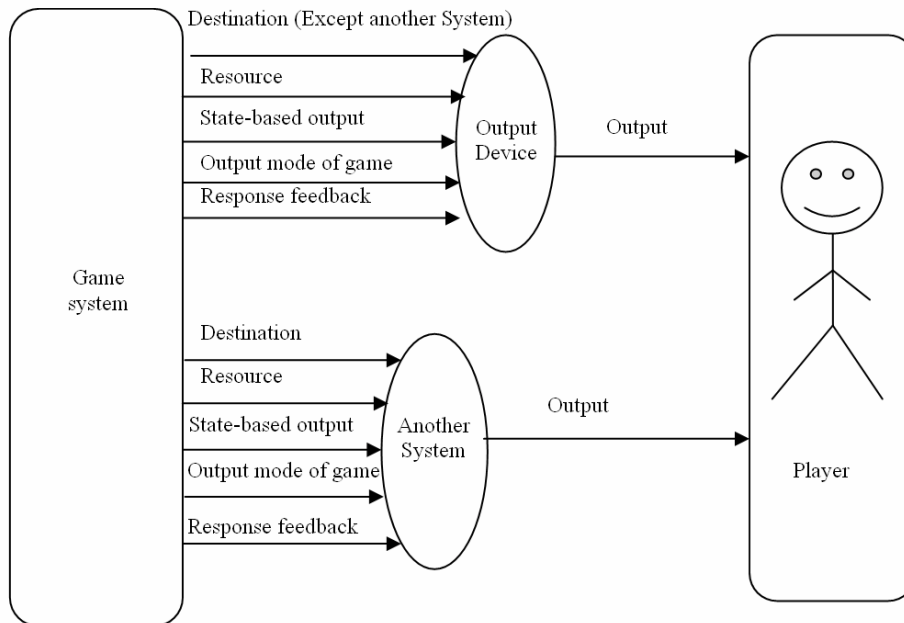 Destination (Except another System)
Resource
State-based output
Output mode of game
Response feedback
Output
Device
Output
Game
system
Destination
Resource
State-based output
Output mode of game
Response feedback
Another
System
Output
Player